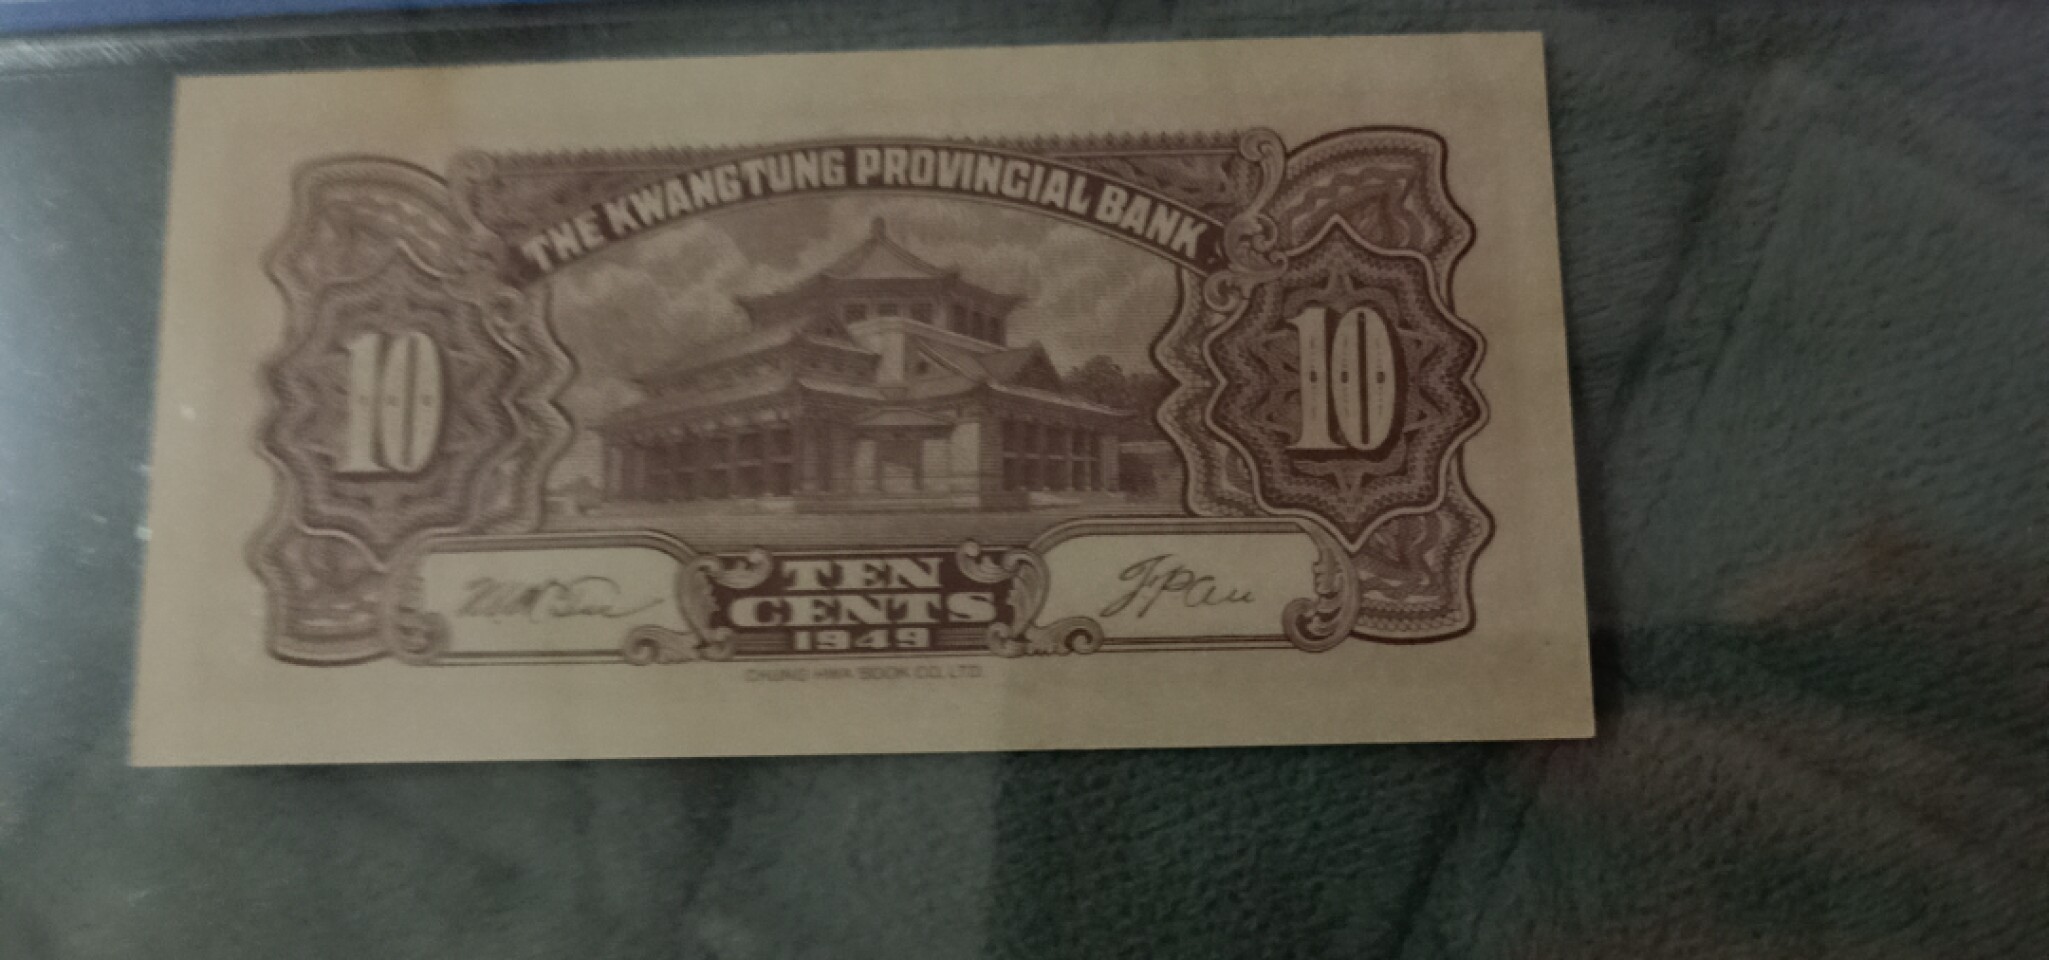 THE KWANGTUNG PROVINCIAL BANK
10
10
TEN
CENTS
1949
CHUNG HWA BOOK CO. LTD.